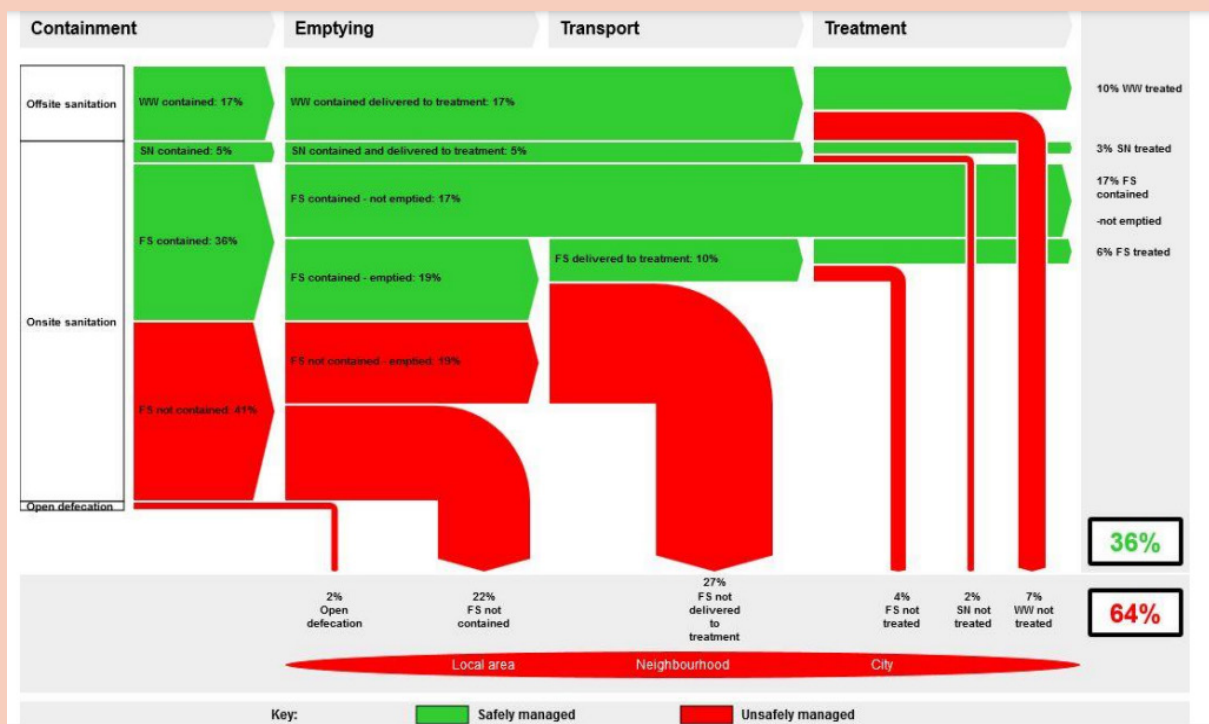 Containment
Emptying
Transport
Treatment
Offsite sanitation
WW contained: 17%
WW contained delivered to treatment: 17%
10% WW treated
SN contained: 5%
SN contained and delivered to treatment: 5%
3% SN treated
FS contained - not emptied: 17%
17% FS
contained
-not emptied
FS contained: 36%
FS contained - emptied: 19%
FS delivered to treatment: 10%
6% FS treated
Onsite sanitation
FS not contained - emptied: 19%
FS not contained: 41%
Open defecation
36%
2%
Open
defecation
22%
FS not
contained
27%
FS not
delivered
to
treatment
4%
FS not
treated
2%
SN not
treated
7%
WW not
treated
64%
Local area
Neighbourhood
City
Key:
Safely managed
Unsafely managed